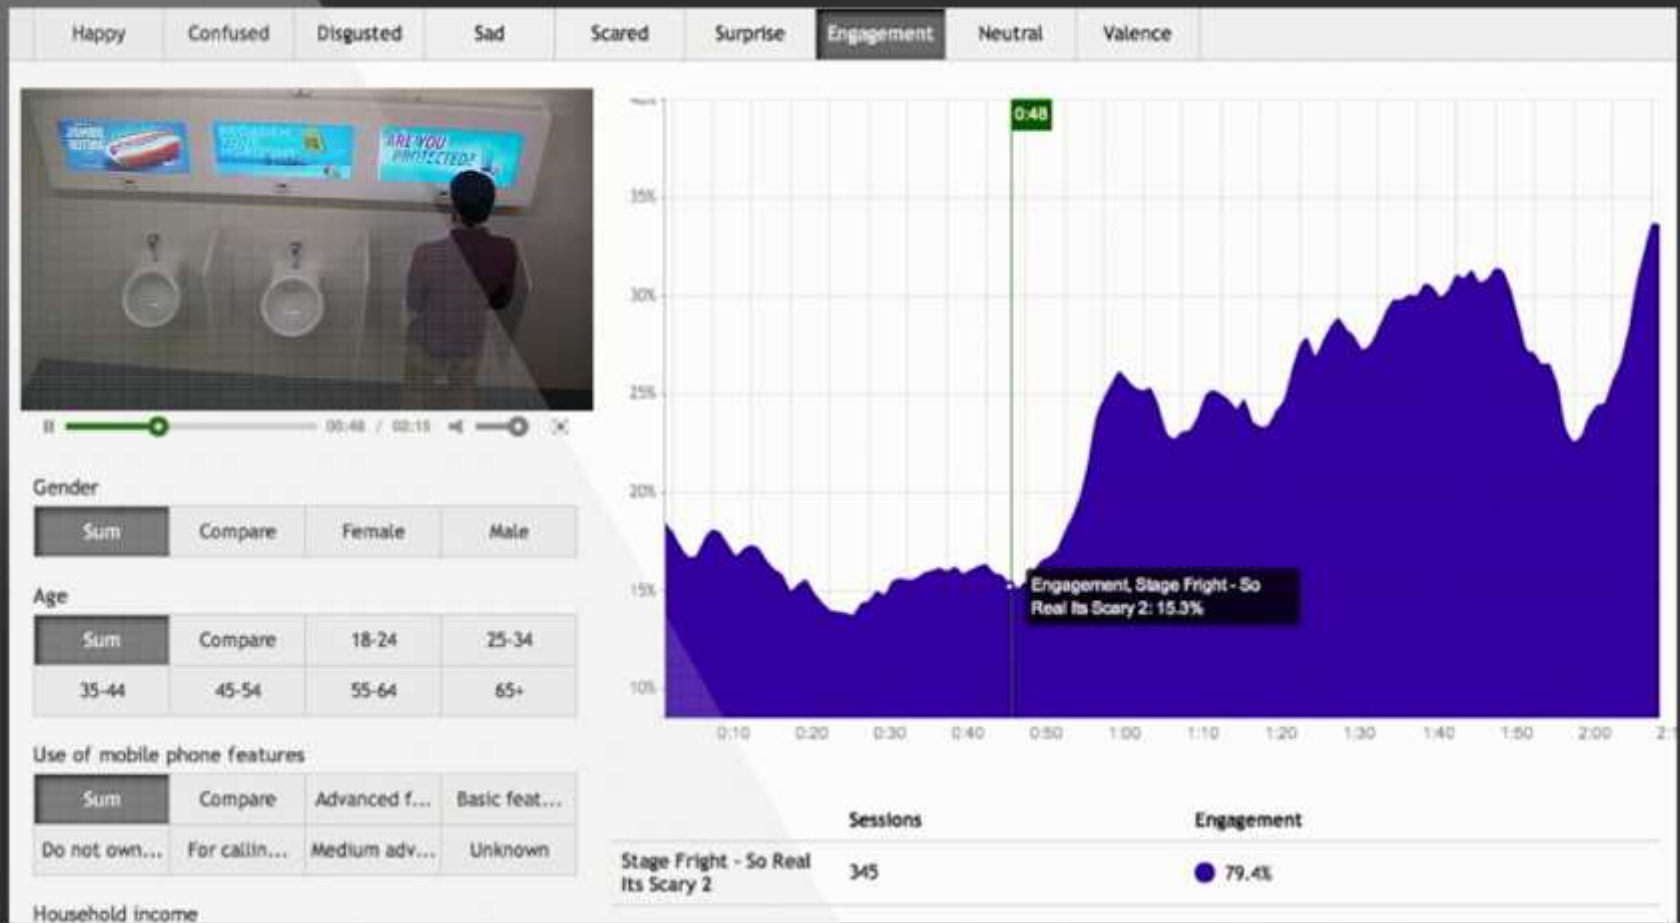 Happy Confused Disgusted Sad Scared Surprise Engagement Neutral Valence
ARE YOU
PROTECTED?
00:48 / 02:15
Gender
Sum Compare Female Male
Age
Sum Compare 18-24 25-34
35-44 45-54 55-64 65+
Use of mobile phone features
Sum Compare Advanced f... Basic feat...
Do not own... For callin... Medium adv... Unknown
Household income
0:48
40%
35%
30%
25%
20%
15%
10%
Engagement, Stage Fright - So
Real Its Scary 2: 15.3%
0:10 0:20 0:30 0:40 0:50 1:00 1:10 1:20 1:30 1:40 1:50 2:00
Sessions Engagement
Stage Fright - So Real
Its Scary 2
345 79.4%